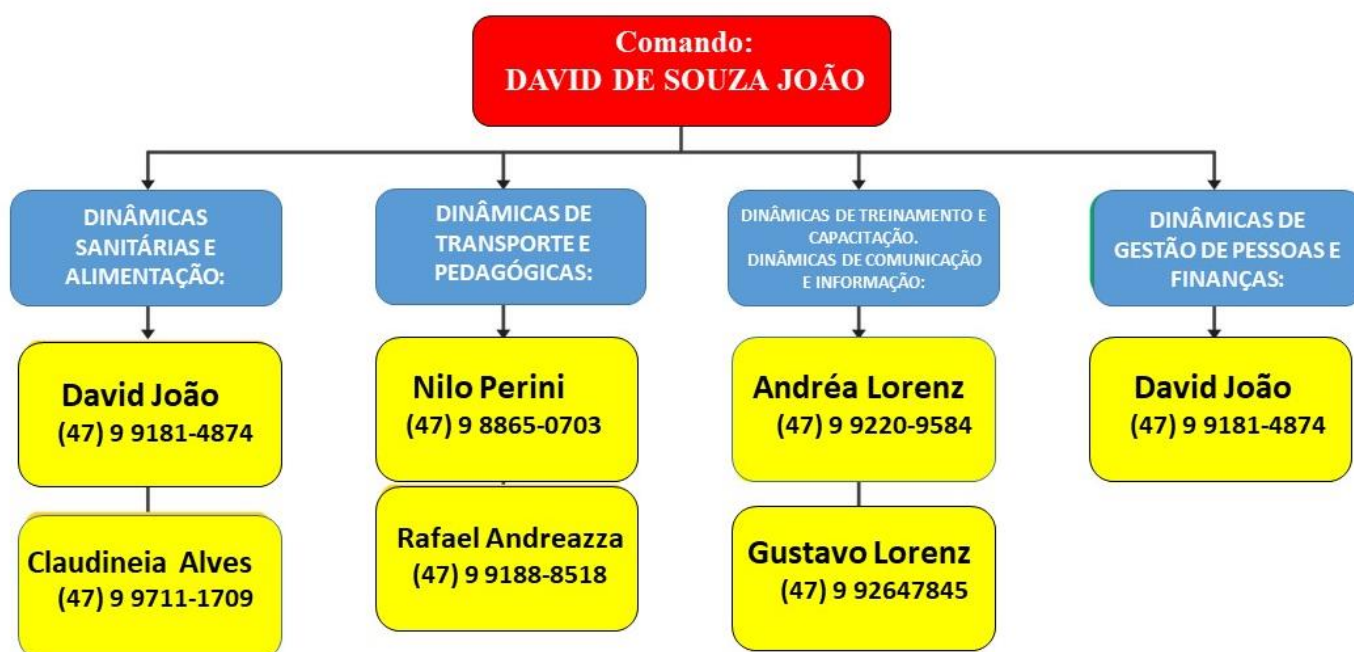 Comando:
DAVID DE SOUZA JOÃO
DINÂMICAS
SANITÁRIAS E
ALIMENTAÇÃO:
David João
(47) 9 9181-4874
Claudineia Alves
(47) 9 9711-1709
DINÂMICAS DE
TRANSPORTE E
PEDAGÓGICAS:
Nilo Perini
(47) 9 8865-0703
Rafael Andreazza
(47) 9 9188-8518
DINÂMICAS DE TREINAMENTO E
CAPACITAÇÃO.
DINÂMICAS DE COMUNICAÇÃO
E INFORMAÇÃO:
Andréa Lorenz
(47) 9 9220-9584
Gustavo Lorenz
(47) 9 92647845
DINÂMICAS DE
GESTÃO DE PESSOAS E
FINANÇAS:
David João
(47) 9 9181-4874